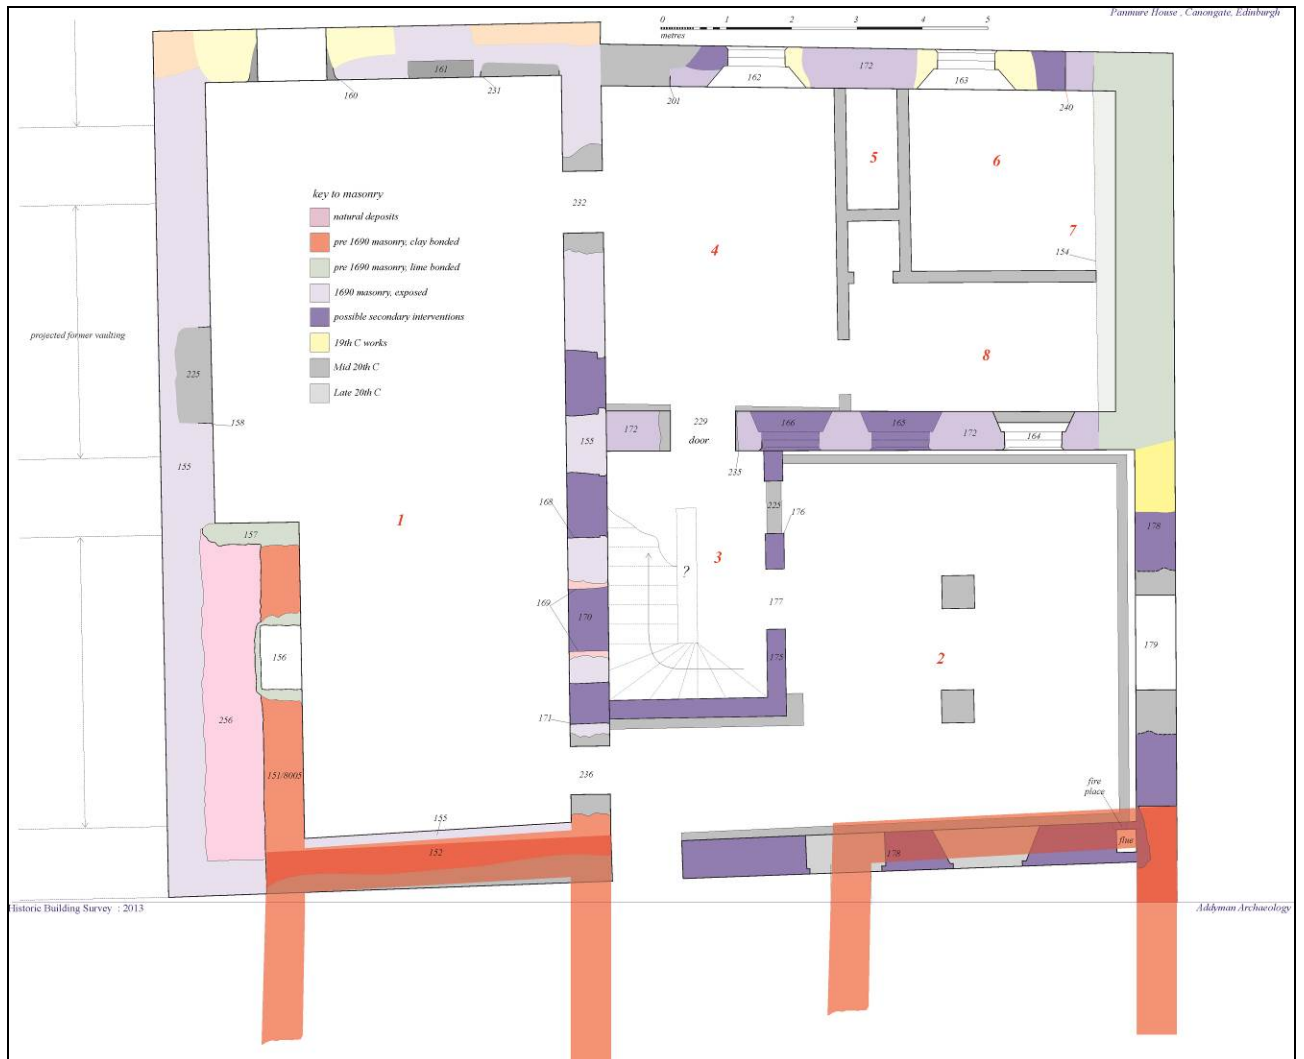 Panmure House , Canongate, Edinburgh
0 1 2 3 4 5
metres
161
231
160
201
162
172
163
240
5
6
7
154
232
4
key to masonry
natural deposits
pre 1690 masonry, clay bonded
pre 1690 masonry, lime bonded
1690 masonry, exposed
possible secondary interventions
19th C works
Mid 20th C
Late 20th C
projected former vaulting
225
158
8
155
172
229
door
155
166
165
172
164
235
168
1
225
176
178
157
3
?
169
170
177
156
175
2
179
256
171
151/8005
236
fire
place
155
152
178
flue
Historic Building Survey : 2013
Addyman Archaeology